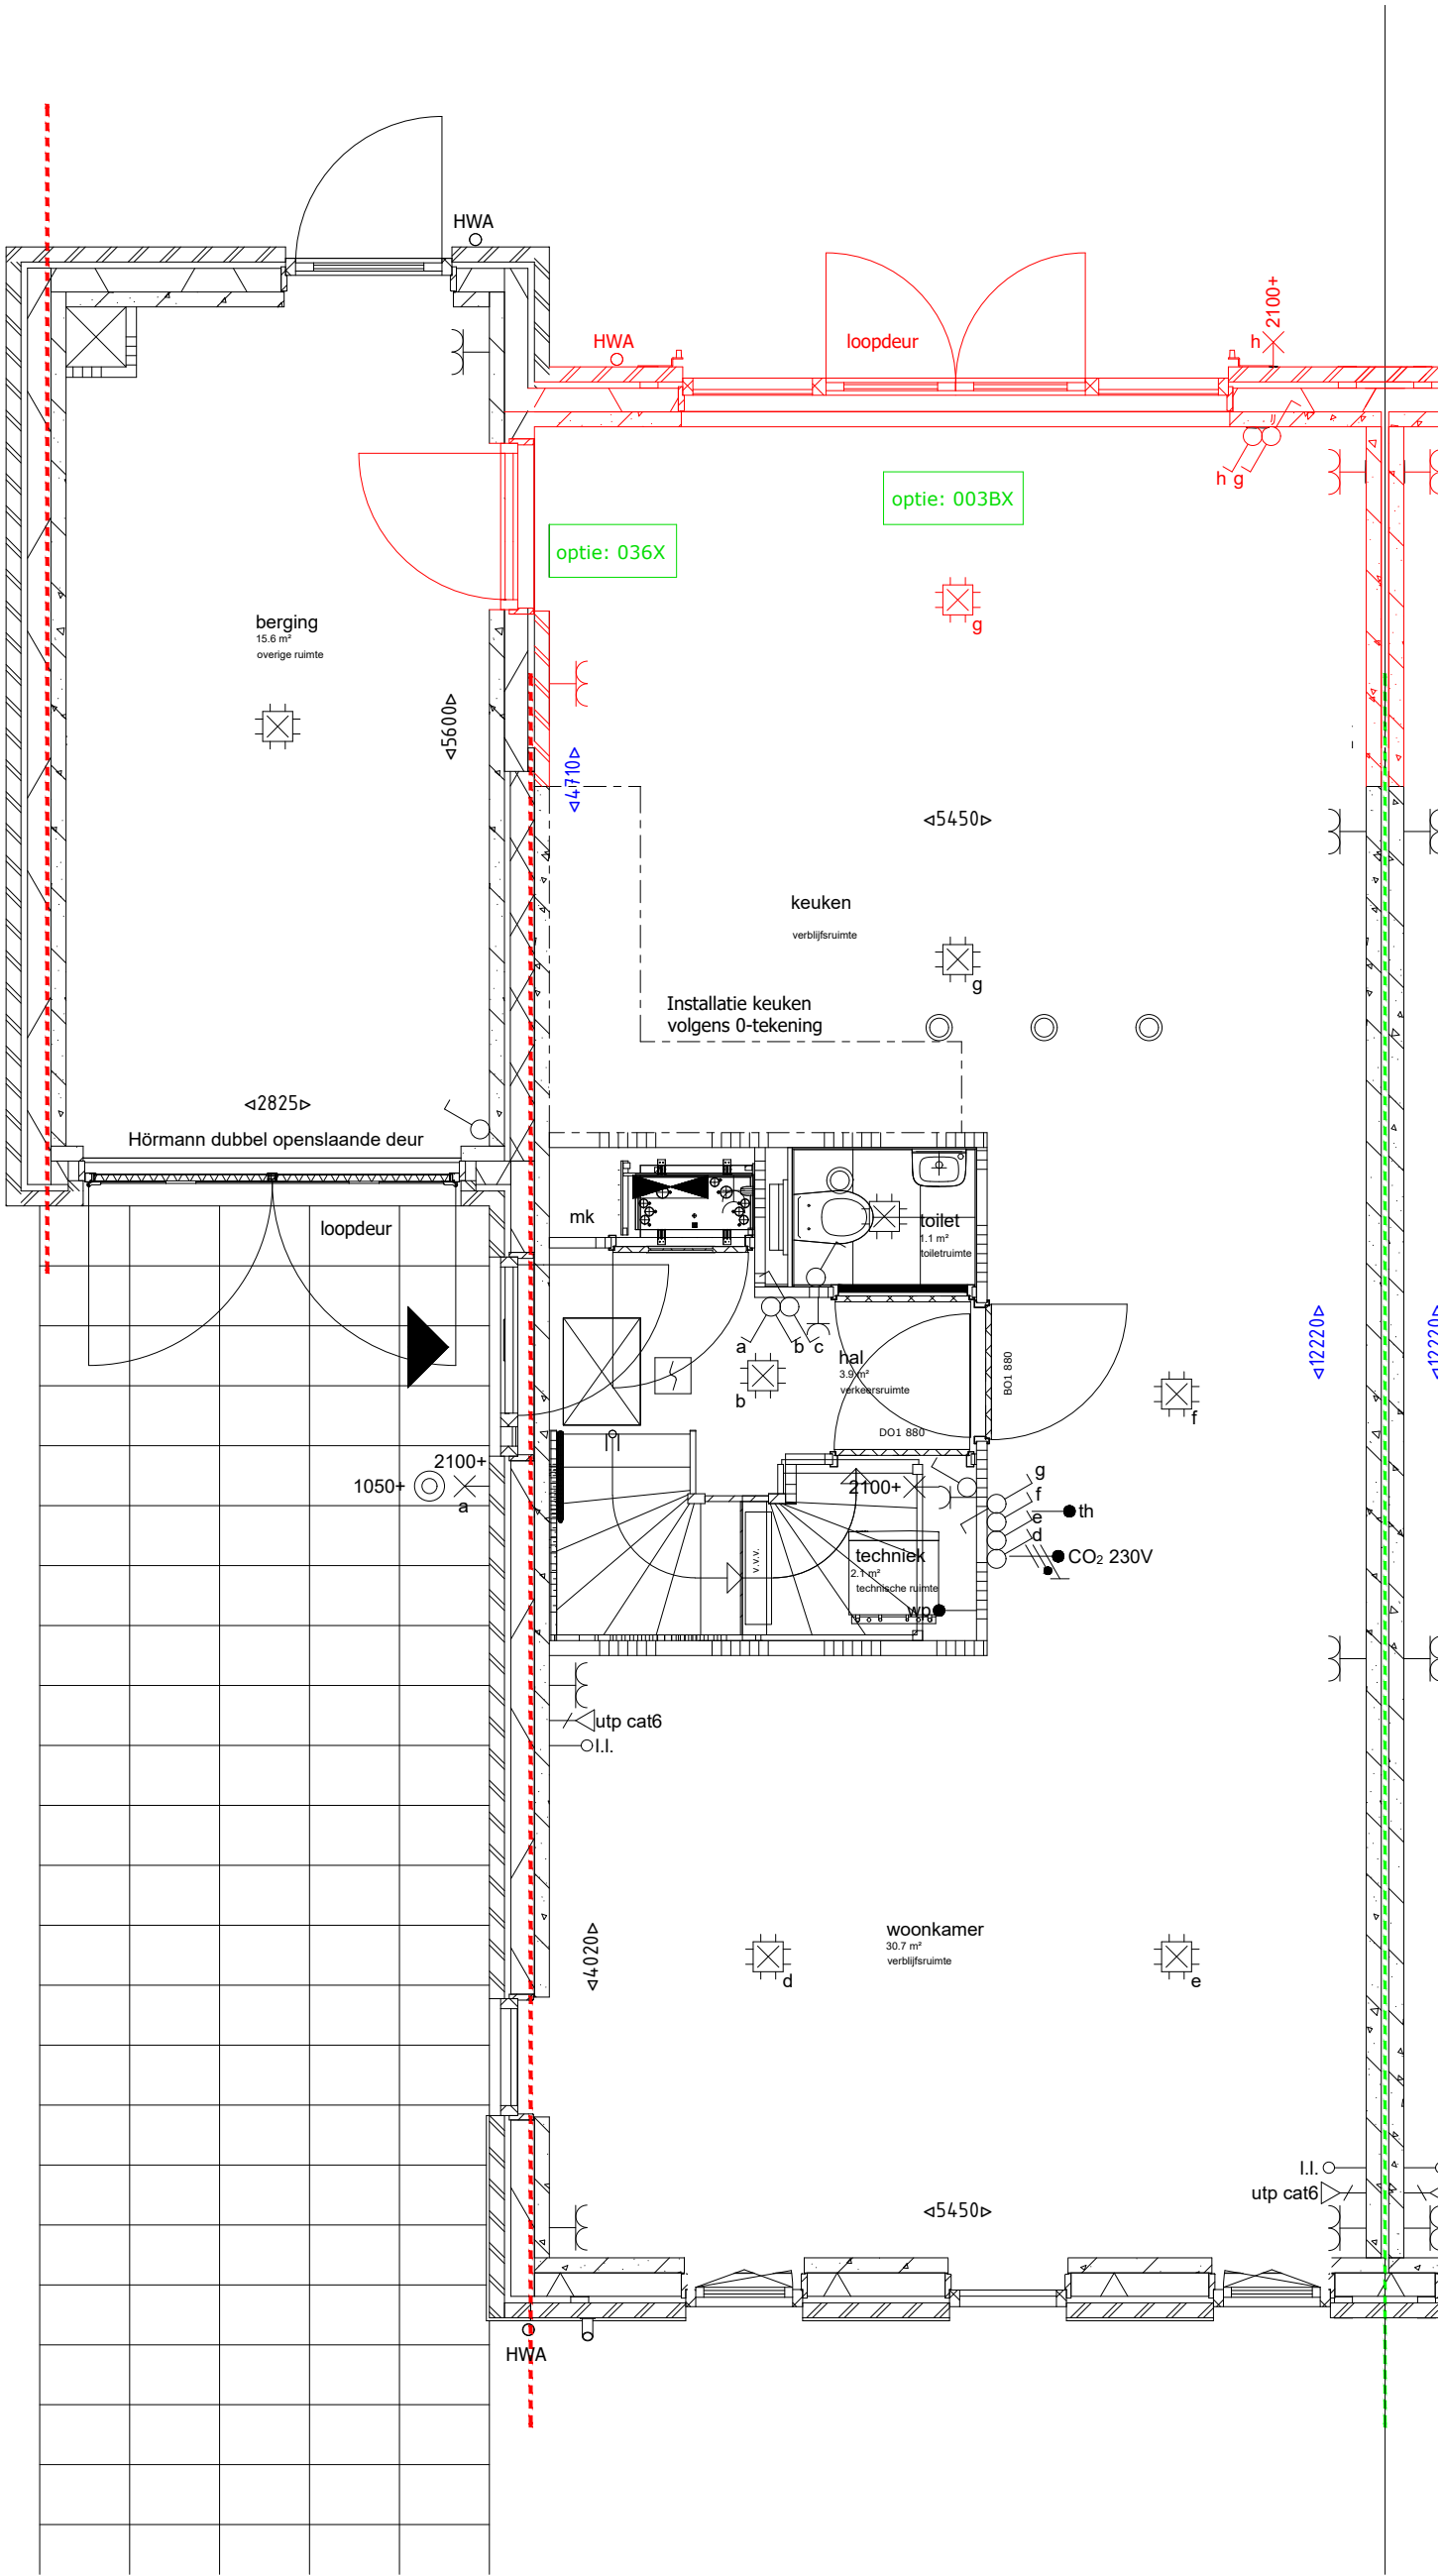 HWA
HWA
loopdeur
h
2100+
h g
optie: 003BX
optie: 036X
g
berging
15.6 m²
overige ruimte
5600
4710
5450
keuken
verblijfsruimte
g
Installatie keuken
volgens 0-tekening
2825
Hörmann dubbel openslaande deur
loopdeur
mk
toilet
1.1 m²
toiletruimte
a b c
hal
3.9 m²
verkeersruimte
b
DO1 880
BO1 880
f
12220
12220
2100+
1050+
a
2100+
g
f
e
d
th
CO₂ 230V
v.v.v.
techniek
2.1 m²
technische ruimte
wp
utp cat6
l.l.
4020
woonkamer
30.7 m²
verblijfsruimte
d
e
l.l.
utp cat6
5450
HWA